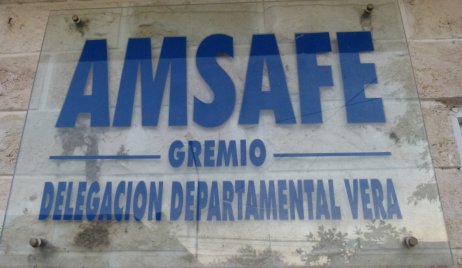 AMSAFE
GREMIO
DELEGACION DEPARTAMENTAL VERA